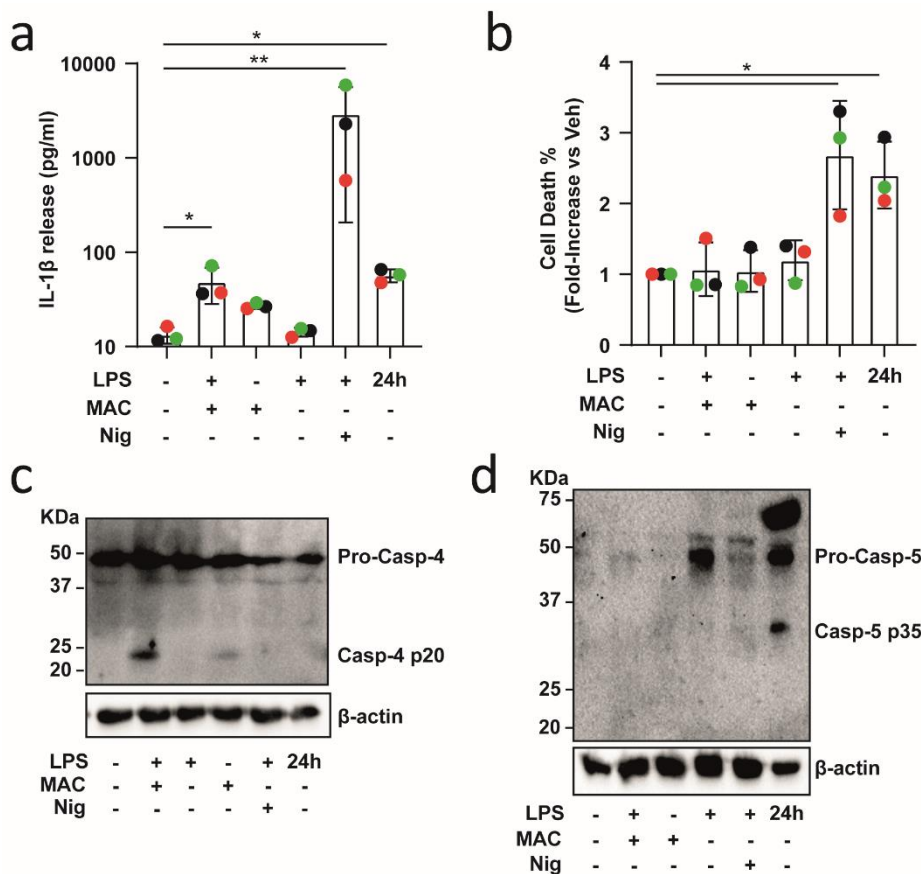 a
*
**
*
IL-1β release (pg/ml)
10000
1000
100
10
LPS - + - + + 24h
MAC - + + - - -
Nig - - - - + -
b
*
Cell Death %
(Fold-Increase vs Veh)
4
3
2
1
0
LPS - + - + + 24h
MAC - + + - - -
Nig - - - - + -
c
KDa
50
37
25
20
Pro-Casp-4
Casp-4 p20
β-actin
LPS - + + - + 24h
MAC - + - + - -
Nig - - - - + -
d
KDa
75
50
37
25
20
Pro-Casp-5
Casp-5 p35
β-actin
LPS - + - + + 24h
MAC - + + - - -
Nig - - - - + -